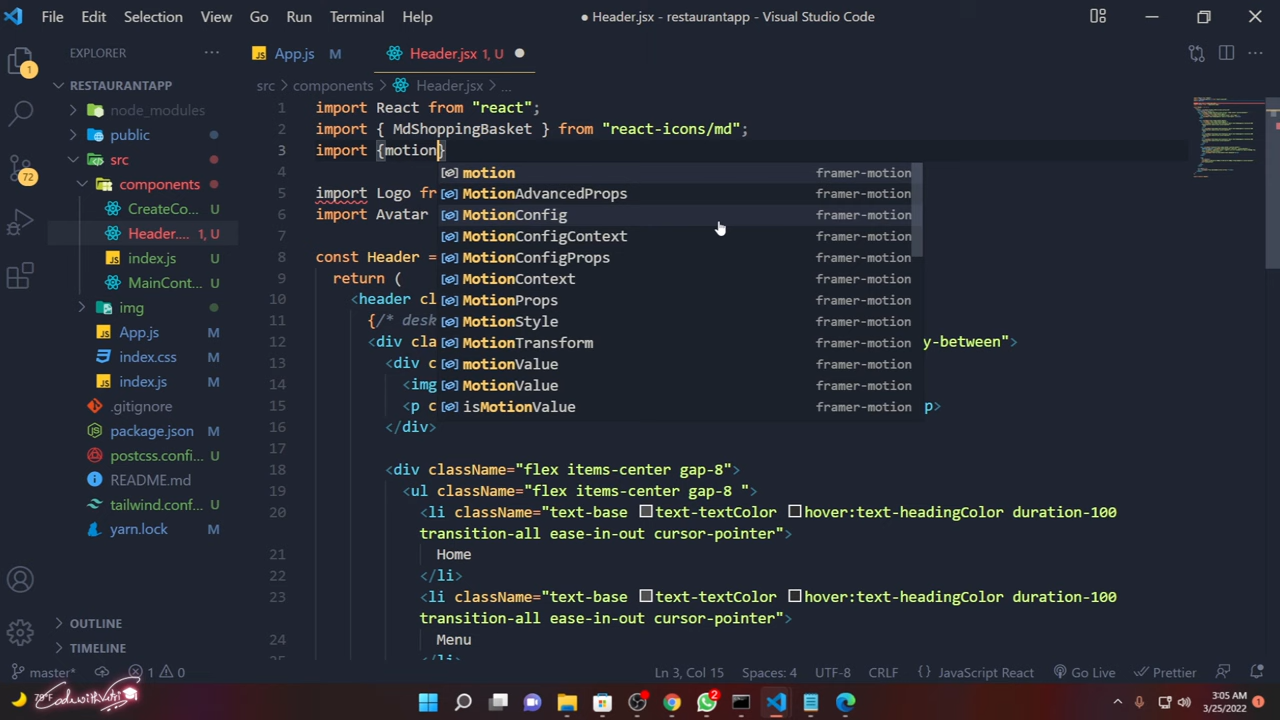 File Edit Selection View Go Run Terminal Help
● Header.jsx - restaurantapp - Visual Studio Code
EXPLORER ···
App.js M
Header.jsx 1, U ●
src > components > Header.jsx > ...
RESTAURANTAPP
node_modules
public
src
components
CreateCo... U
Header.... 1, U
index.js U
MainCont... U
img
App.js M
index.css M
index.js M
.gitignore
package.json M
postcss.confi... U
README.md
tailwind.conf... U
yarn.lock
OUTLINE
TIMELINE
1
72
1 import React from "react";
2 import { MdShoppingBasket } from "react-icons/md";
3 import {motion}
4
5 import Logo fr
6 import Avatar
7
8 const Header =
9 return (
10 <header cl
11 {/* desk
12 <div cla y-between">
13 <div c
14 <img
15 <p c p>
16 </div>
17
18 <div className="flex items-center gap-8">
19 <ul className="flex items-center gap-8 ">
20 <li className="text-base text-textColor hover:text-headingColor duration-100
transition-all ease-in-out cursor-pointer">
21 Home
22 </li>
23 <li className="text-base text-textColor hover:text-headingColor duration-100
transition-all ease-in-out cursor-pointer">
24 Menu
25 </li>
motion framer-motion
MotionAdvancedProps framer-motion
MotionConfig framer-motion
MotionConfigContext framer-motion
MotionConfigProps framer-motion
MotionContext framer-motion
MotionProps framer-motion
MotionStyle framer-motion
MotionTransform framer-motion
motionValue framer-motion
MotionValue framer-motion
isMotionValue framer-motion
master* 1 0 Ln 3, Col 15 Spaces: 4 UTF-8 CRLF {} JavaScript React Go Live Prettier
2
3:05 AM
3/25/2022
1